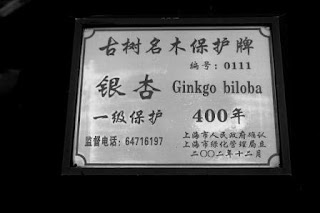 古树名木保护牌
编号：0111
银杏 Ginkgo biloba
一级保护 400年
监督电话：64716197
上海市人民政府确认
上海市绿化管理局立
二〇〇二年十二月